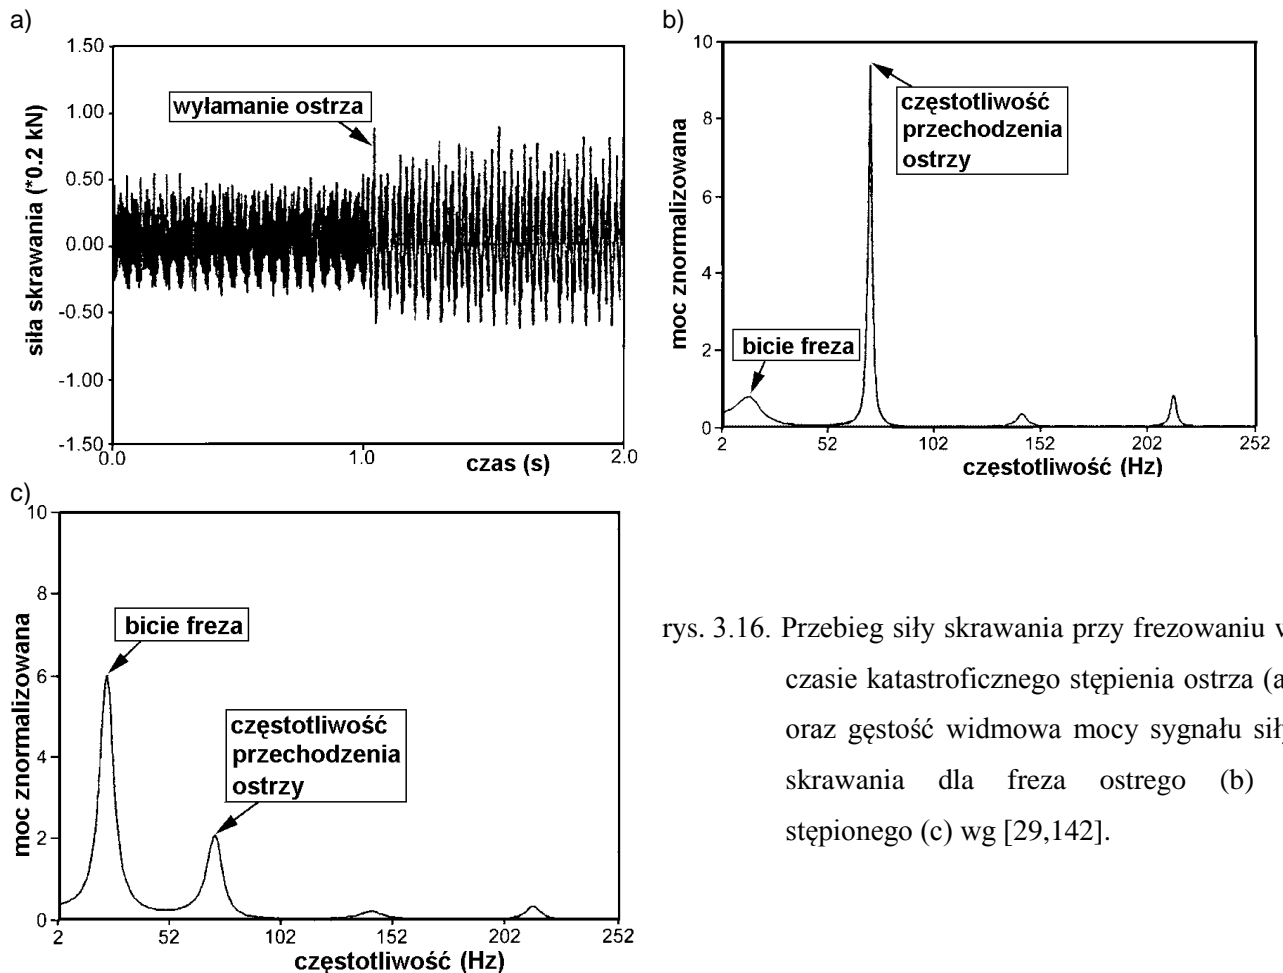 a)
1.50
1.00
0.50
0.00
-0.50
-1.00
-1.50
siła skrawania (*0.2 kN)
wyłamanie ostrza
0.0
1.0
2.0
czas (s)
b)
10
8
6
4
2
0
moc znormalizowana
częstotliwość
przechodzenia
ostrzy
bicie freza
2
52
102
152
202
252
częstotliwość (Hz)
c)
10
8
6
4
2
0
moc znormalizowana
bicie freza
częstotliwość
przechodzenia
ostrzy
2
52
102
152
202
252
częstotliwość (Hz)
rys. 3.16. Przebieg siły skrawania przy frezowaniu w
czasie katastroficznego stępienia ostrza (a
oraz gęstość widmowa mocy sygnału siły
skrawania dla freza ostrego (b)
stępionego (c) wg [29,142].